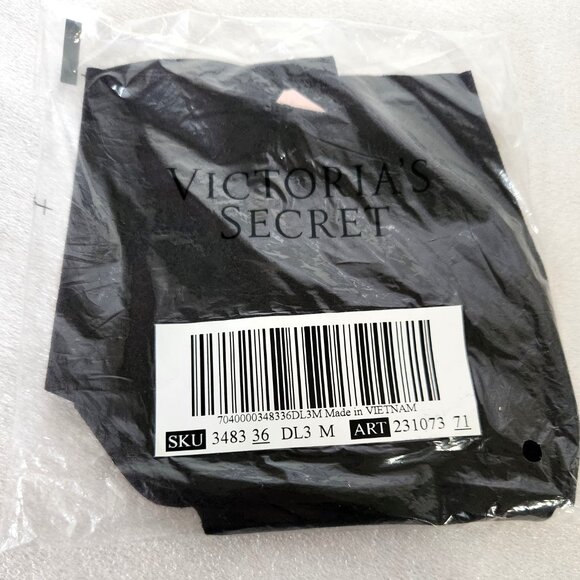 VICTORIA'S
SECRET
7040000348336DL3M Made in VIETNAM
SKU 3483 36 DL3 M ART 231073 71